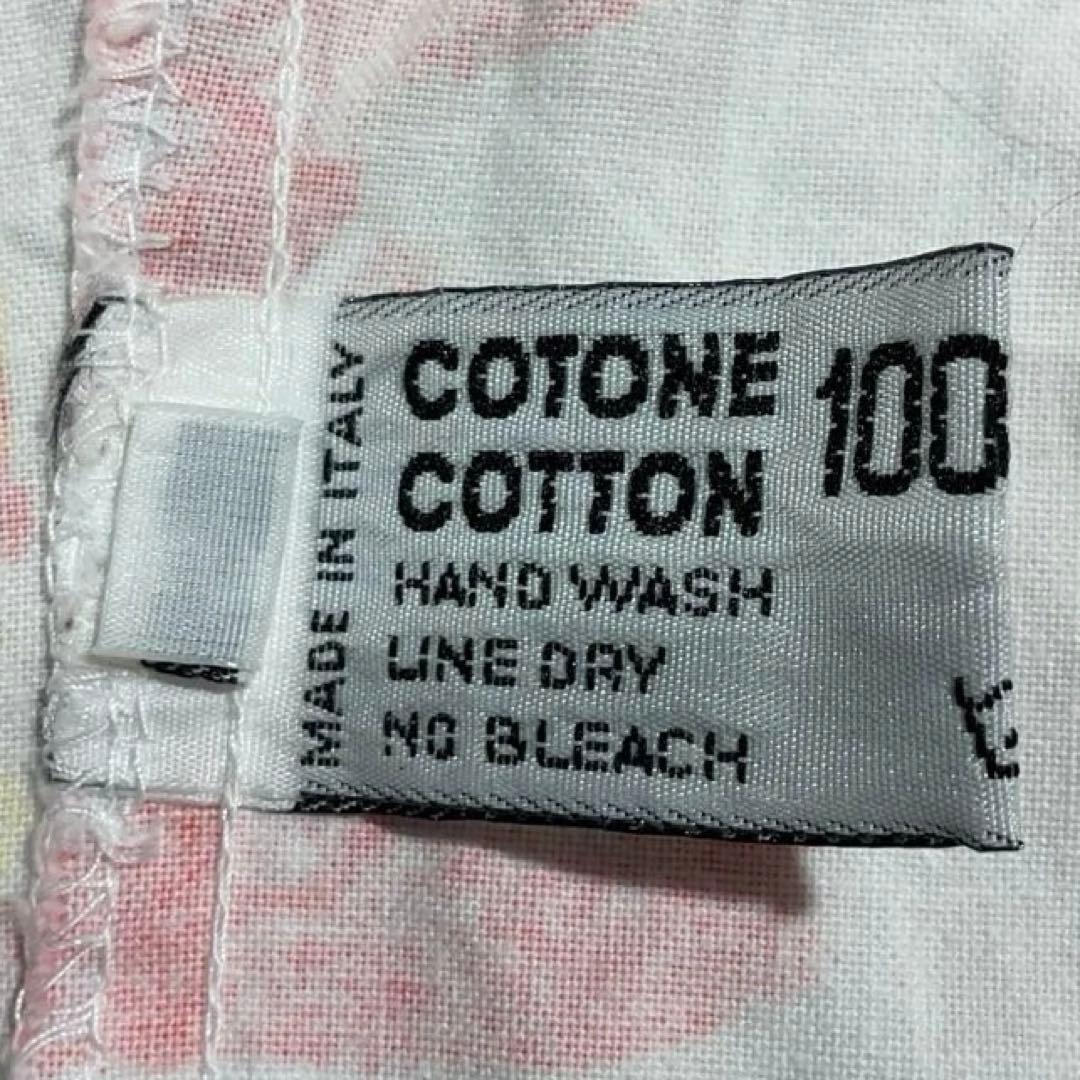 MADE IN ITALY
COTONE 100
COTTON
HAND WASH
LINE DRY
NO BLEACH